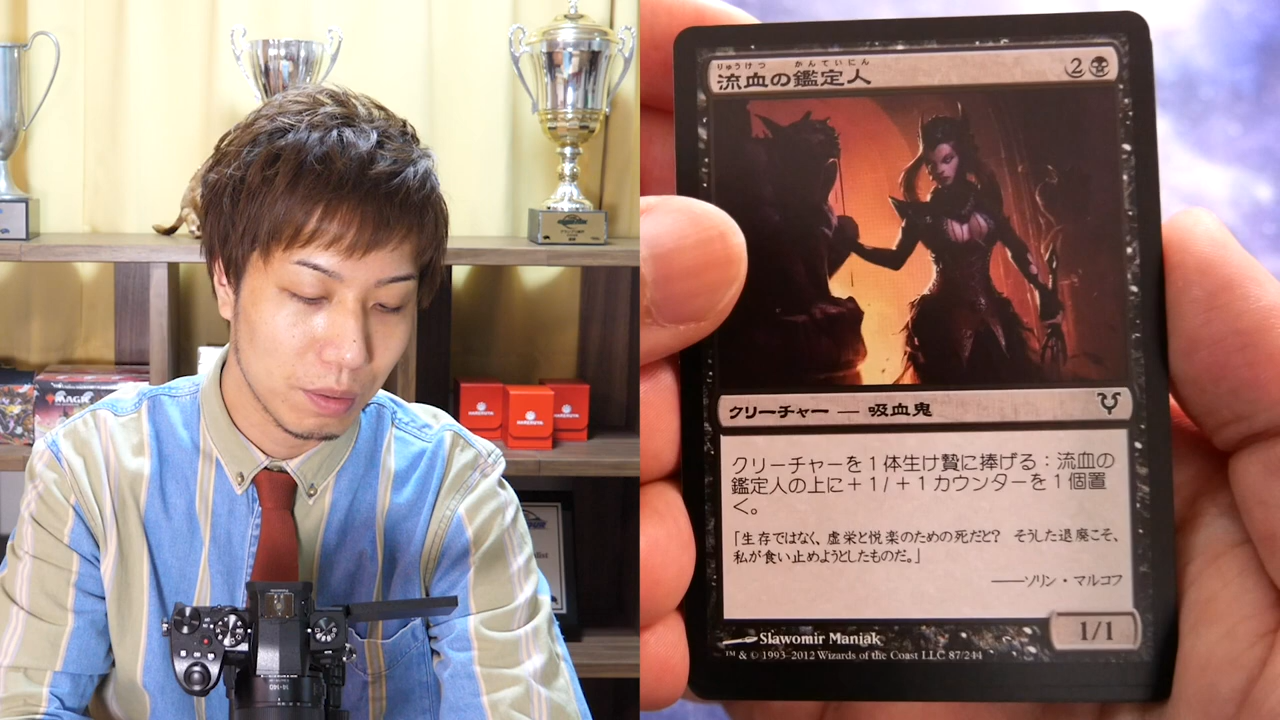 MAGIC
14-140
りゅうけつ かんていにん
流血の鑑定人
2
クリーチャー — 吸血鬼
クリーチャーを1体生け贄に捧げる：流血の
鑑定人の上に＋1/＋1カウンターを1個置
く。
「生存ではなく、虚栄と悦楽のための死だと？ そうした退廃こそ、
私が食い止めようとしたものだ。」
——ソリン・マルコフ
1/1
Slawomir Maniak
™ & © 1993-2012 Wizards of the Coast LLC 87/244